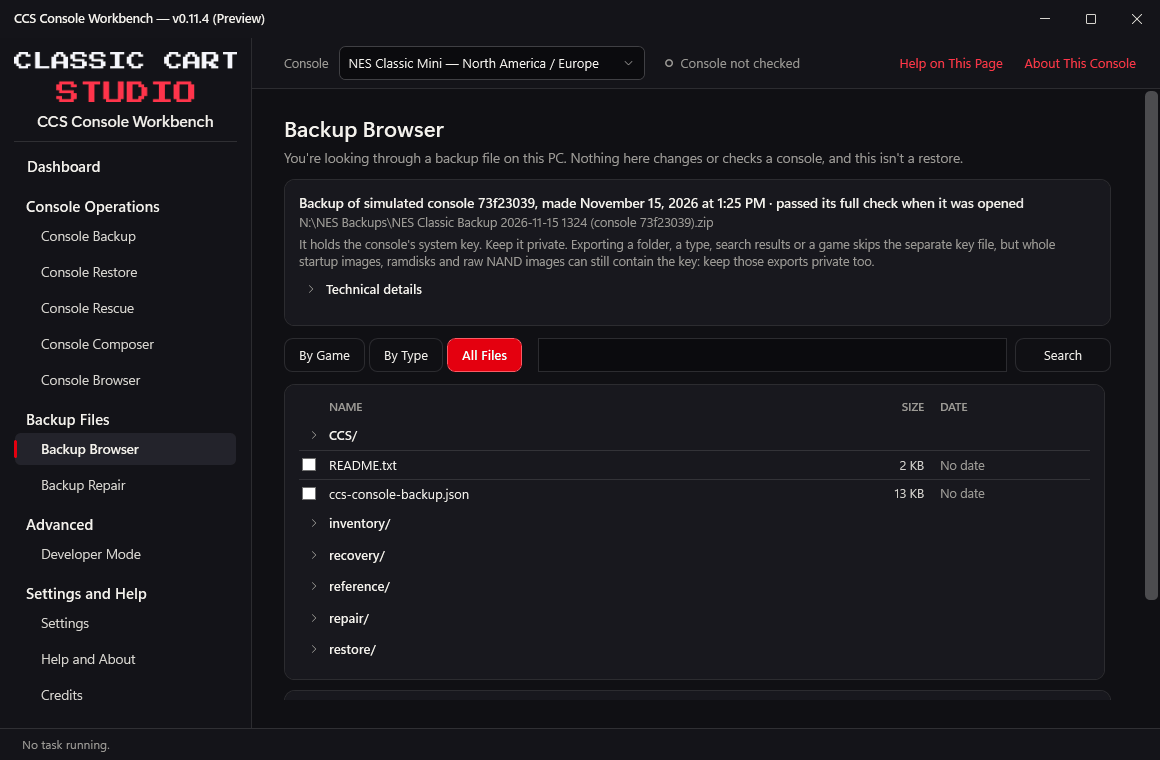 CCS Console Workbench — v0.11.4 (Preview)
CLASSIC CART
STUDIO
CCS Console Workbench
Dashboard
Console Operations
Console Backup
Console Restore
Console Rescue
Console Composer
Console Browser
Backup Files
Backup Browser
Backup Repair
Advanced
Developer Mode
Settings and Help
Settings
Help and About
Credits
Console NES Classic Mini — North America / Europe Console not checked Help on This Page About This Console
Backup Browser
You're looking through a backup file on this PC. Nothing here changes or checks a console, and this isn't a restore.
Backup of simulated console 73f23039, made November 15, 2026 at 1:25 PM · passed its full check when it was opened
N:\NES Backups\NES Classic Backup 2026-11-15 1324 (console 73f23039).zip
It holds the console's system key. Keep it private. Exporting a folder, a type, search results or a game skips the separate key file, but whole
startup images, ramdisks and raw NAND images can still contain the key: keep those exports private too.
Technical details
By Game By Type All Files Search
NAME SIZE DATE
CCS/
README.txt 2 KB No date
ccs-console-backup.json 13 KB No date
inventory/
recovery/
reference/
repair/
restore/
No task running.